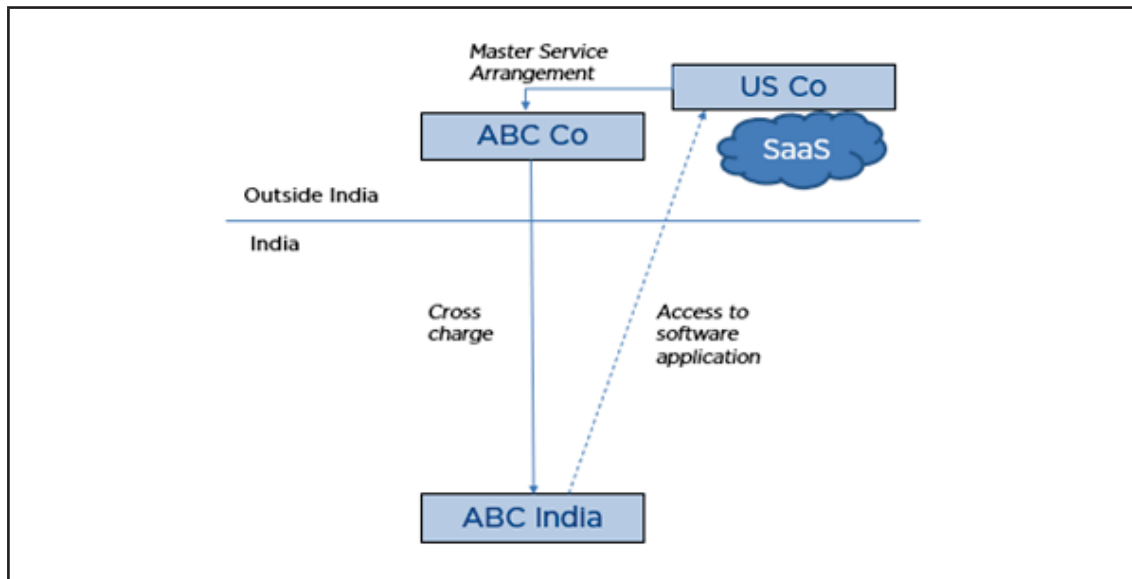 Master Service
Arrangement
US Co
ABC Co
SaaS
Outside India
India
Cross
charge
Access to
software
application
ABC India